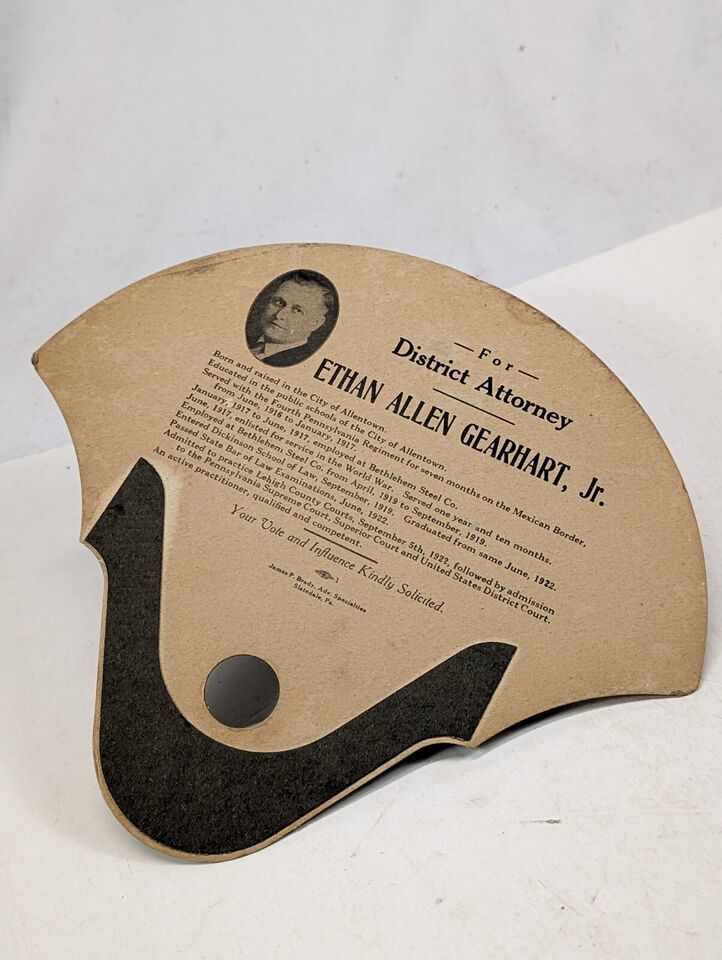 — For —
District Attorney
ETHAN ALLEN GEARHART, Jr.
Born and raised in the City of Allentown.
Educated in the public schools of the City of Allentown.
Served with the Fourth Pennsylvania Regiment for seven months on the Mexican Border,
from June, 1916 to January, 1917.
January, 1917 to June, 1917, employed at Bethlehem Steel Co.
June, 1917, enlisted for service in the World War. Served one year and ten months.
Employed at Bethlehem Steel Co. from April, 1919 to September, 1919.
Entered Dickinson School of Law, September, 1919. Graduated from same June, 1922.
Passed State Bar of Law Examinations, June, 1922.
Admitted to practice Lehigh County Courts, September 5th, 1922, followed by admission
to the Pennsylvania Supreme Court, Superior Court and United States District Court.
An active practitioner, qualified and competent.
Your Vote and Influence Kindly Solicited.
James P. Brady, Adv. Specialties
Slatedale, Pa.